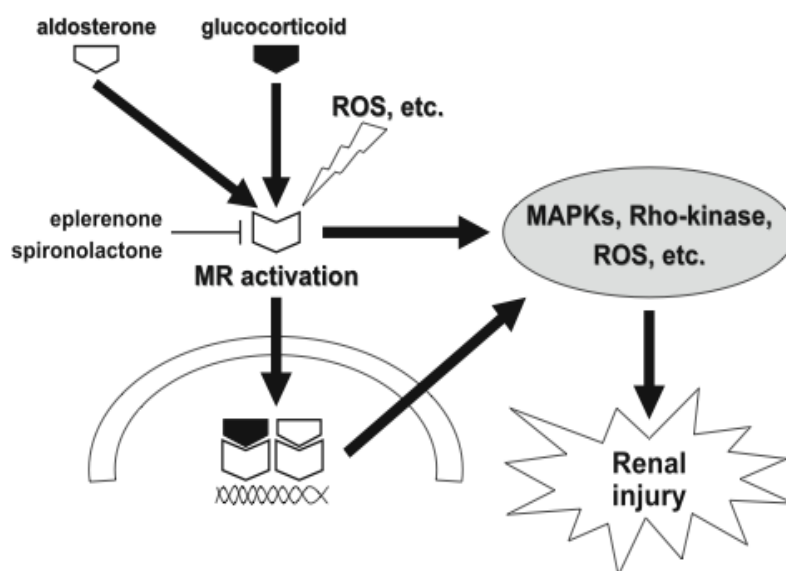 aldosterone
glucocorticoid
ROS, etc.
eplerenone
spironolactone
MR activation
MAPKs, Rho-kinase,
ROS, etc.
Renal
injury